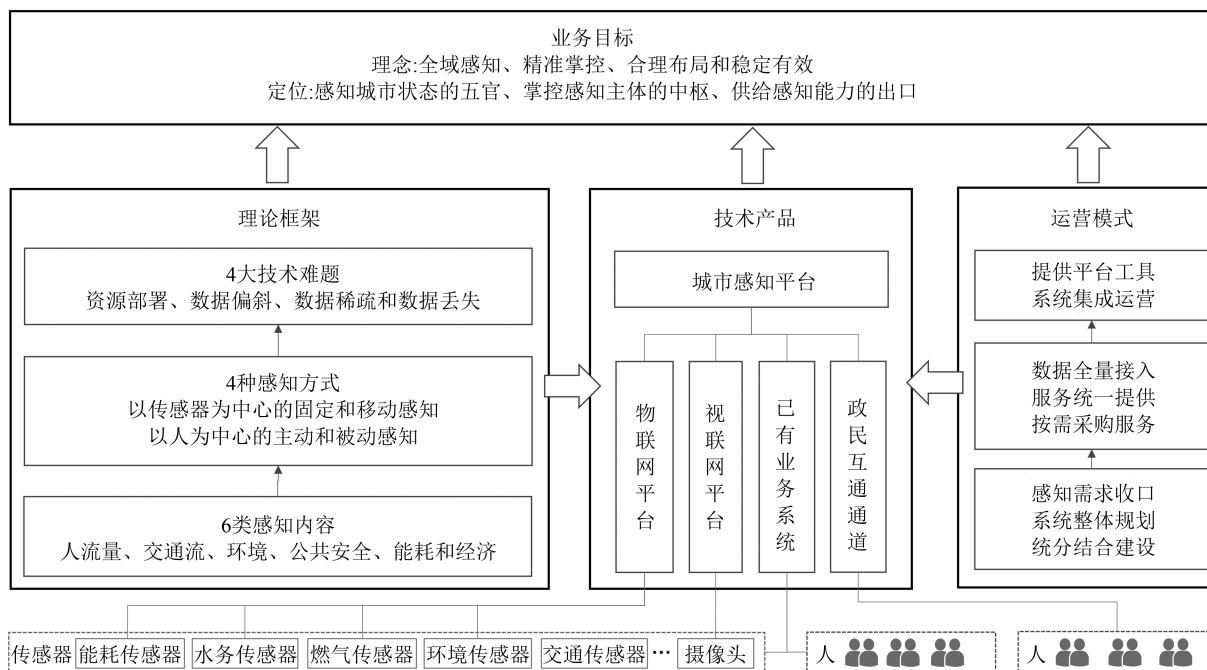 业务目标
理念:全域感知、精准掌控、合理布局和稳定有效
定位:感知城市状态的五官、掌控感知主体的中枢、供给感知能力的出口
理论框架
4大技术难题
资源部署、数据偏斜、数据稀疏和数据丢失
4种感知方式
以传感器为中心的固定和移动感知
以人为中心的主动和被动感知
6类感知内容
人流量、交通流、环境、公共安全、能耗和经济
技术产品
城市感知平台
物联网平台
视联网平台
已有业务系统
政民互通通道
运营模式
提供平台工具
系统集成运营
数据全量接入
服务统一提供
按需采购服务
感知需求收口
系统整体规划
统分结合建设
传感器 能耗传感器 水务传感器 燃气传感器 环境传感器 交通传感器 … 摄像头
人
人